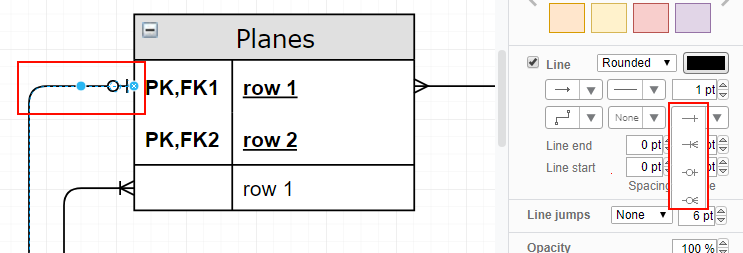 Planes
PK,FK1 row 1
PK,FK2 row 2
row 1
Line Rounded
1 pt
None
Line end 0 pt pt
Line start 0 pt pt
Spacing e
Line jumps None 6 pt
Opacity 100 %